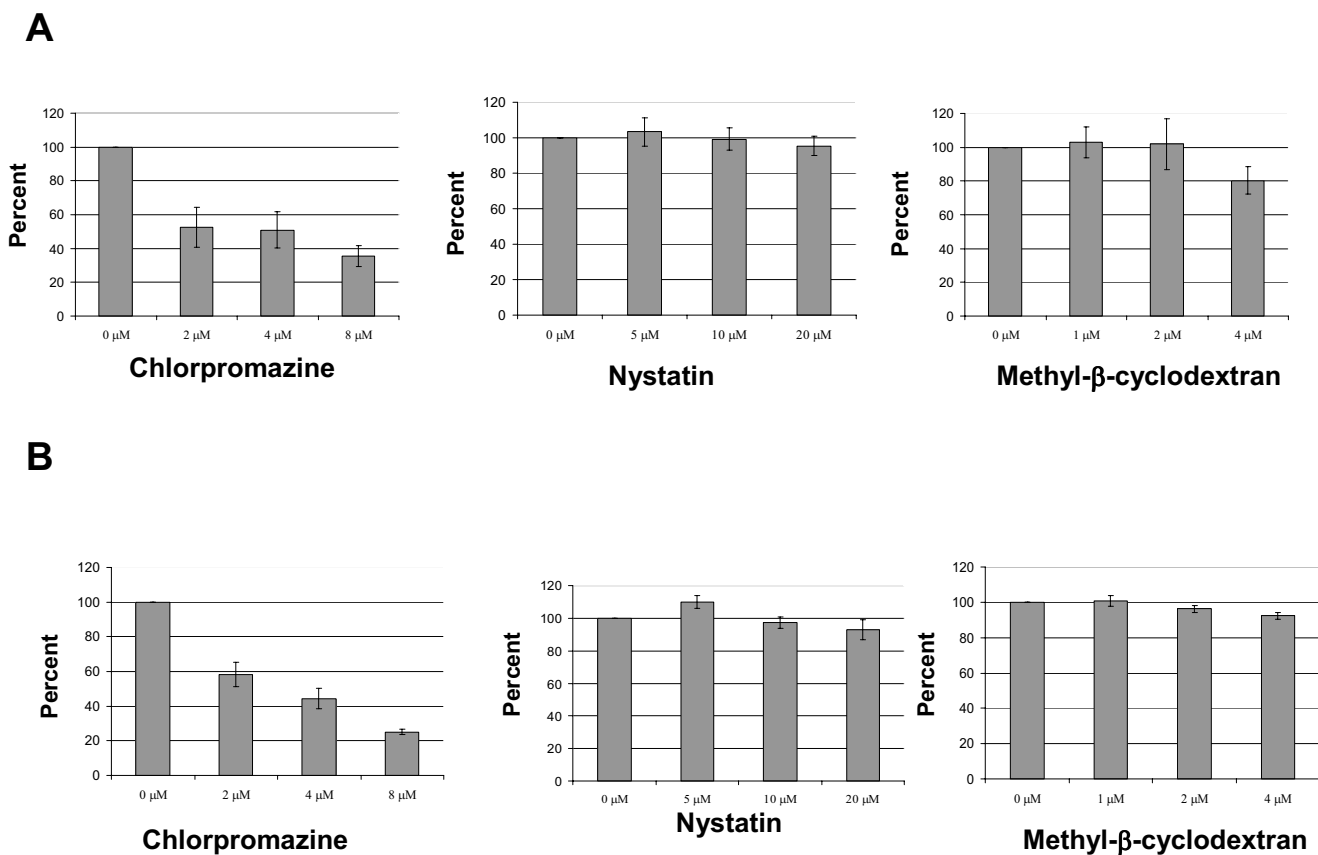 A
120
100
80
60
40
20
0
Percent
0 μM 2 μM 4 μM 8 μM
Chlorpromazine
120
100
80
60
40
20
0
Percent
0 μM 5 μM 10 μM 20 μM
Nystatin
120
100
80
60
40
20
0
Percent
0 μM 1 μM 2 μM 4 μM
Methyl-β-cyclodextran
B
120
100
80
60
40
20
0
Percent
0 μM 2 μM 4 μM 8 μM
Chlorpromazine
120
100
80
60
40
20
0
Percent
0 μM 5 μM 10 μM 20 μM
Nystatin
120
100
80
60
40
20
0
Percent
0 μM 1 μM 2 μM 4 μM
Methyl-β-cyclodextran